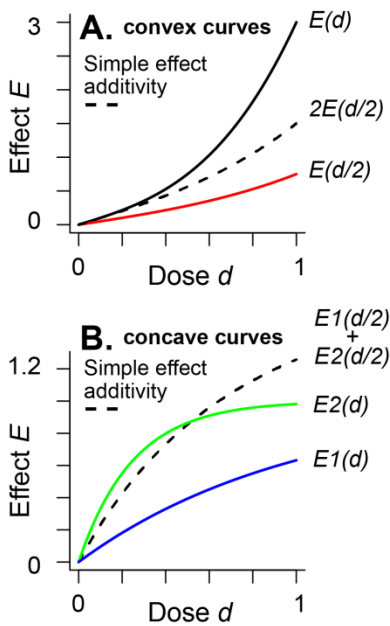 A. convex curves
E(d)
3
Simple effect
additivity
2E(d/2)
Effect E
E(d/2)
0
0
1
Dose d
B. concave curves
E1(d/2)
+
E2(d/2)
1.2
Simple effect
additivity
E2(d)
Effect E
E1(d)
0
0
1
Dose d